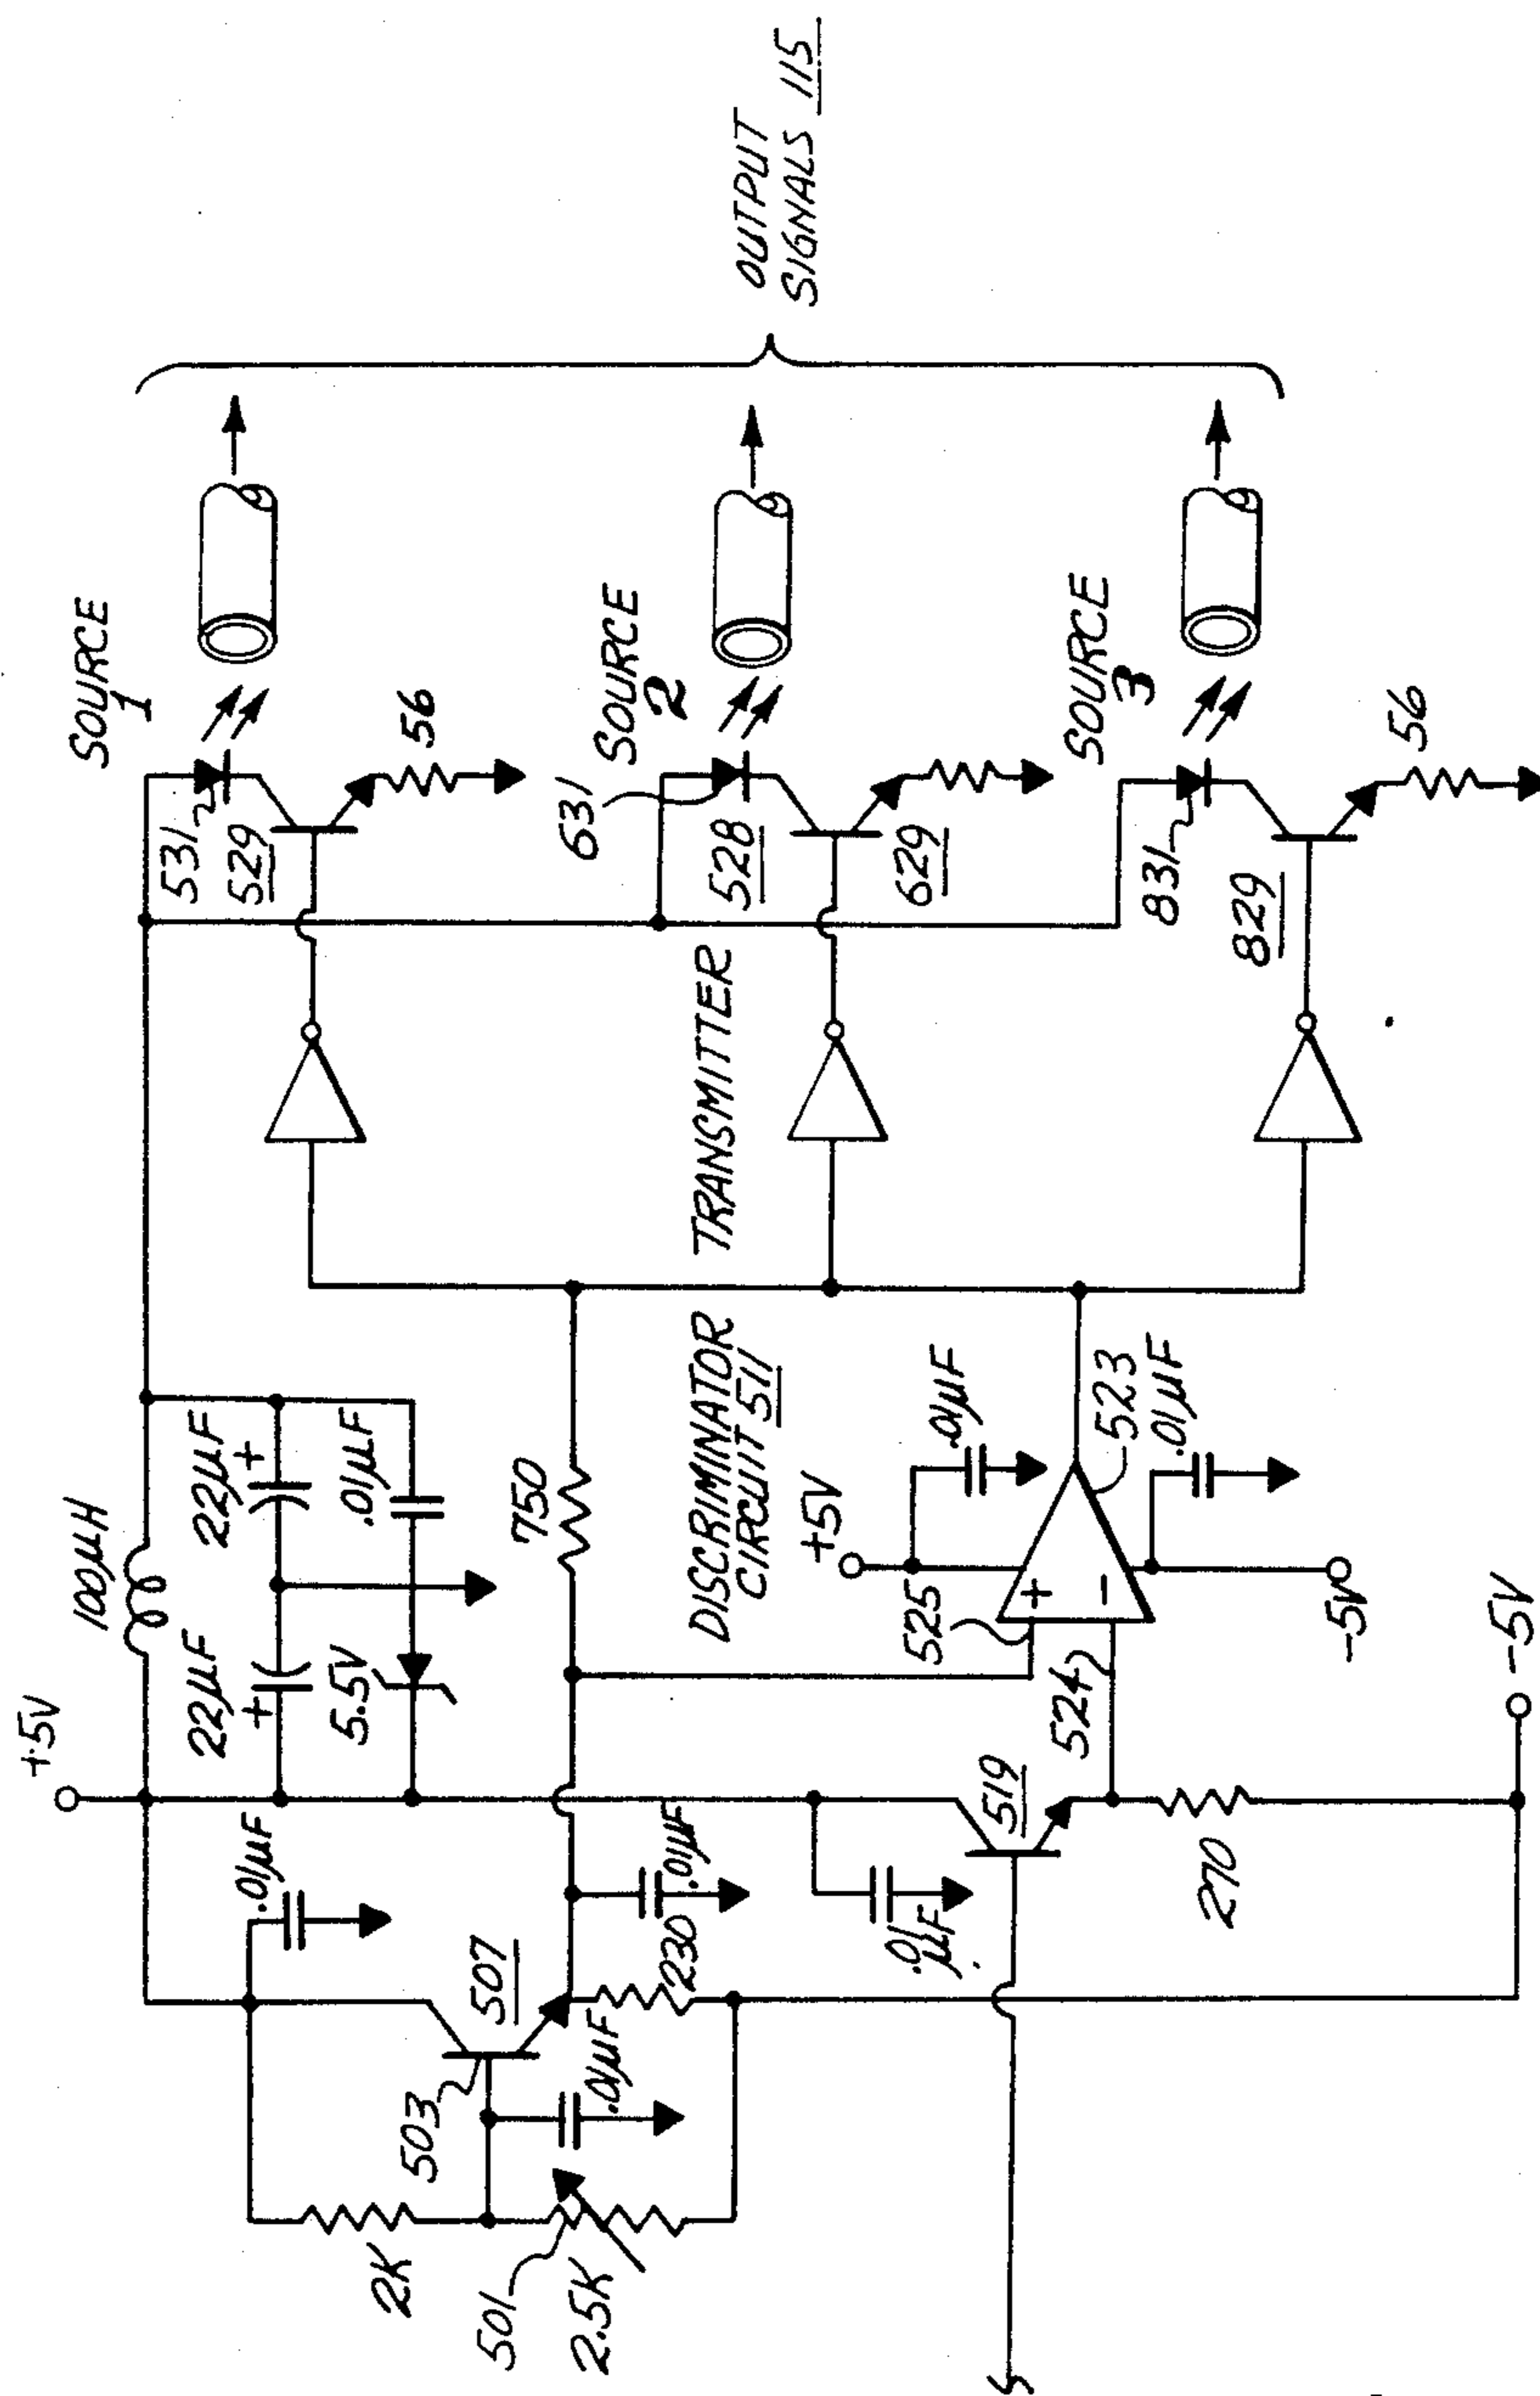 +5V
100µH
22µF
+
22µF
+
.01µF
5.5V
.01µF
2K
503
507
.01µF
501
2.5K
230
.01µF
750
DISCRIMINATOR
CIRCUIT 511
+5V
.01µF
525
+
−
523
.01µF
524
-5V
519
.01
µF
270
-5V
TRANSMITTER
SOURCE
1
531
529
56
SOURCE
2
631
528
629
SOURCE
3
831
829
56
OUTPUT
SIGNALS 115